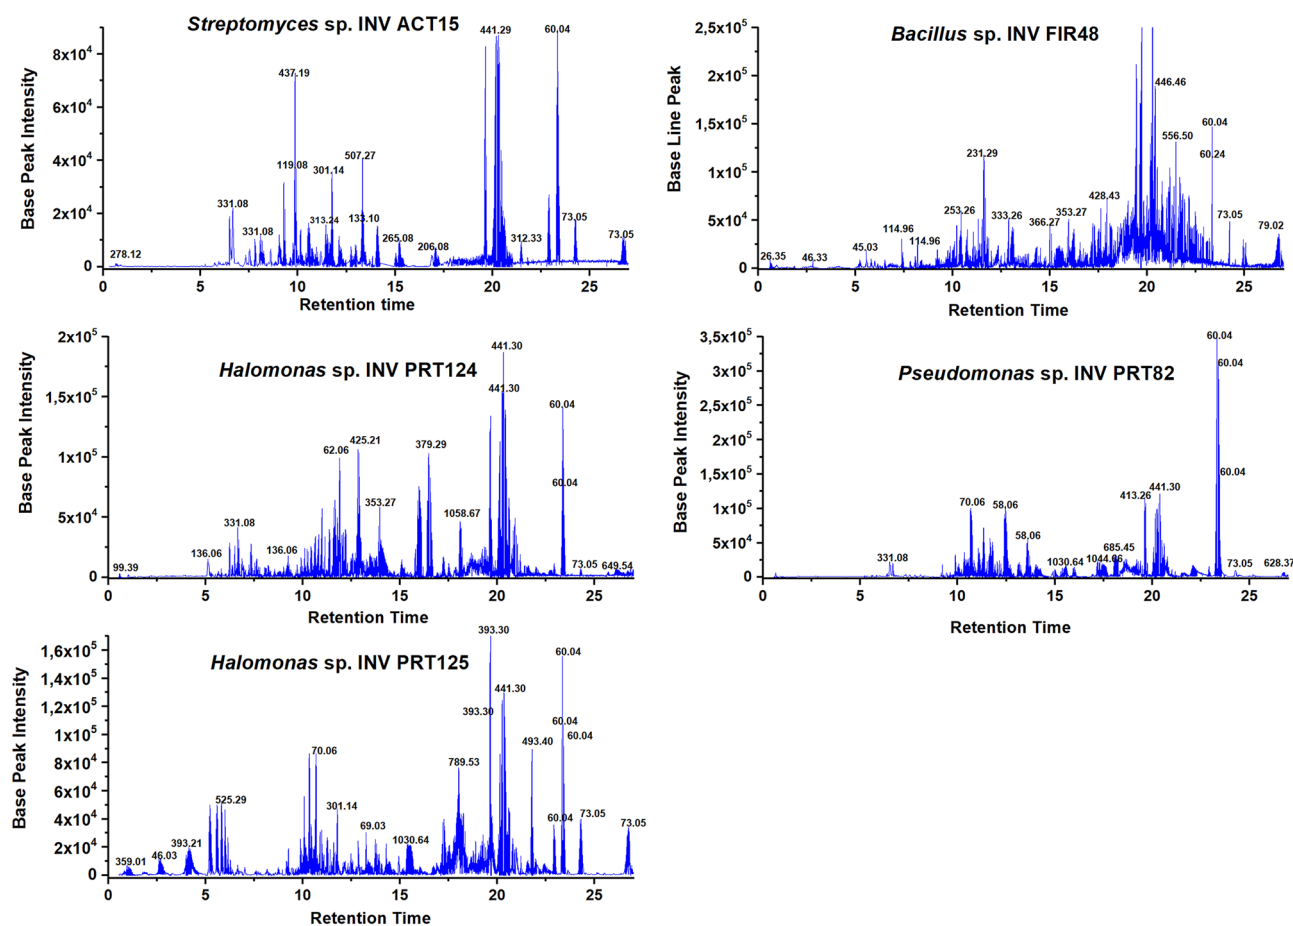 Streptomyces sp. INV ACT15
Base Peak Intensity
8x10⁴
6x10⁴
4x10⁴
2x10⁴
0
278.12
331.08
331.08
119.08
437.19
313.24
301.14
507.27
133.10
265.08
206.08
441.29
312.33
60.04
73.05
73.05
0 5 10 15 20 25
Retention time
Bacillus sp. INV FIR48
Base Line Peak
2,5x10⁵
2x10⁵
1,5x10⁵
1x10⁵
5x10⁴
0
26.35
46.33
45.03
114.96
114.96
253.26
231.29
333.26
366.27
353.27
428.43
446.46
556.50
60.04
60.24
73.05
79.02
0 5 10 15 20 25
Retention Time
Halomonas sp. INV PRT124
Base Peak Intensity
2x10⁵
1,5x10⁵
1x10⁵
5x10⁴
0
99.39
136.06
331.08
136.06
62.06
425.21
353.27
379.29
1058.67
441.30
441.30
60.04
60.04
73.05
649.54
0 5 10 15 20 25
Retention Time
Pseudomonas sp. INV PRT82
Base Peak Intensity
3,5x10⁵
3x10⁵
2,5x10⁵
2x10⁵
1,5x10⁵
1x10⁵
5x10⁴
0
331.08
70.06
58.06
58.06
1030.64
685.45
413.26
441.30
60.04
60.04
60.04
73.05
628.37
0 5 10 15 20 25
Retention Time
Halomonas sp. INV PRT125
Base Peak Intensity
1,6x10⁵
1,4x10⁵
1,2x10⁵
1x10⁵
8x10⁴
6x10⁴
4x10⁴
2x10⁴
0
359.01
46.03
393.21
525.29
70.06
301.14
69.03
1030.64
789.53
393.30
393.30
441.30
493.40
60.04
60.04
60.04
60.04
73.05
73.05
0 5 10 15 20 25
Retention Time